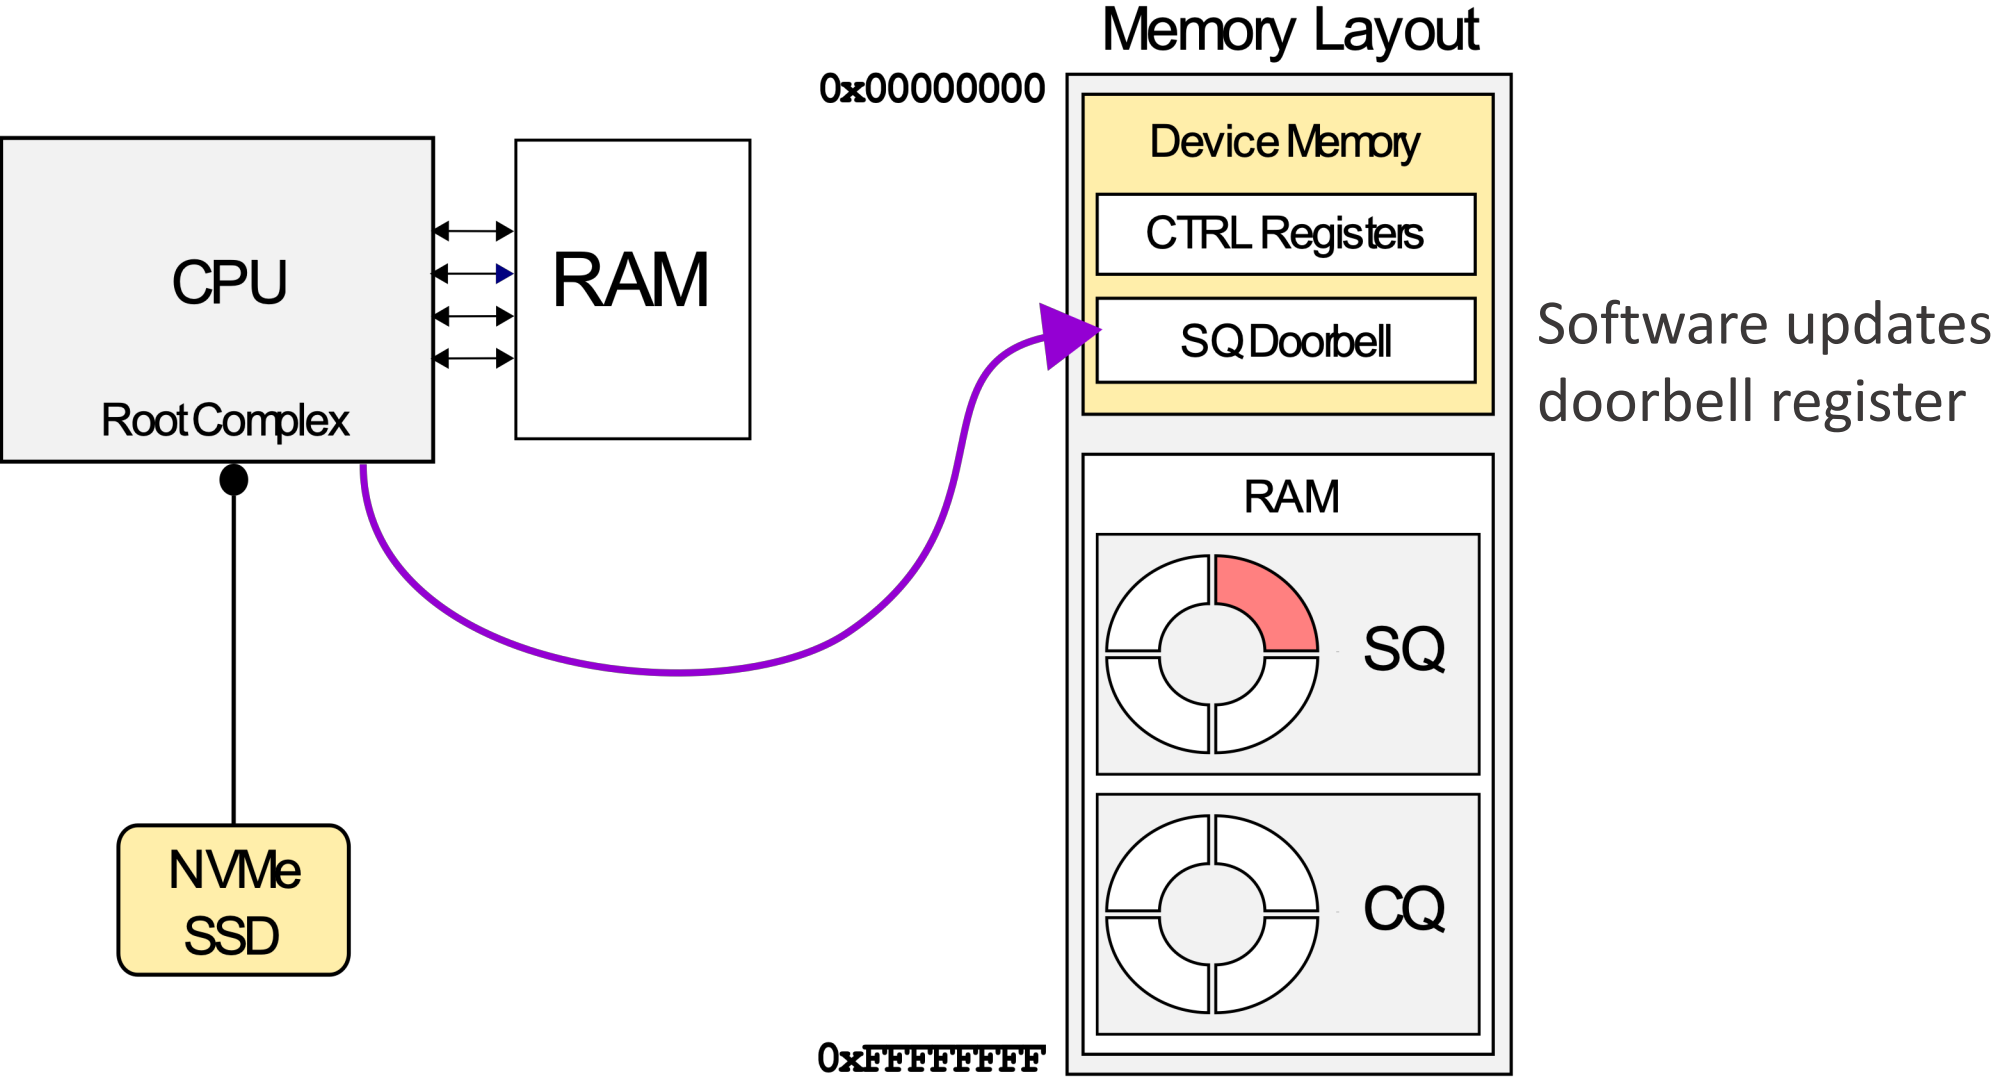 Memory Layout
0x00000000
Device Memory
CTRL Registers
SQ Doorbell
Software updates
doorbell register
CPU
Root Complex
RAM
RAM
SQ
CQ
NVMe
SSD
0xFFFFFFFF